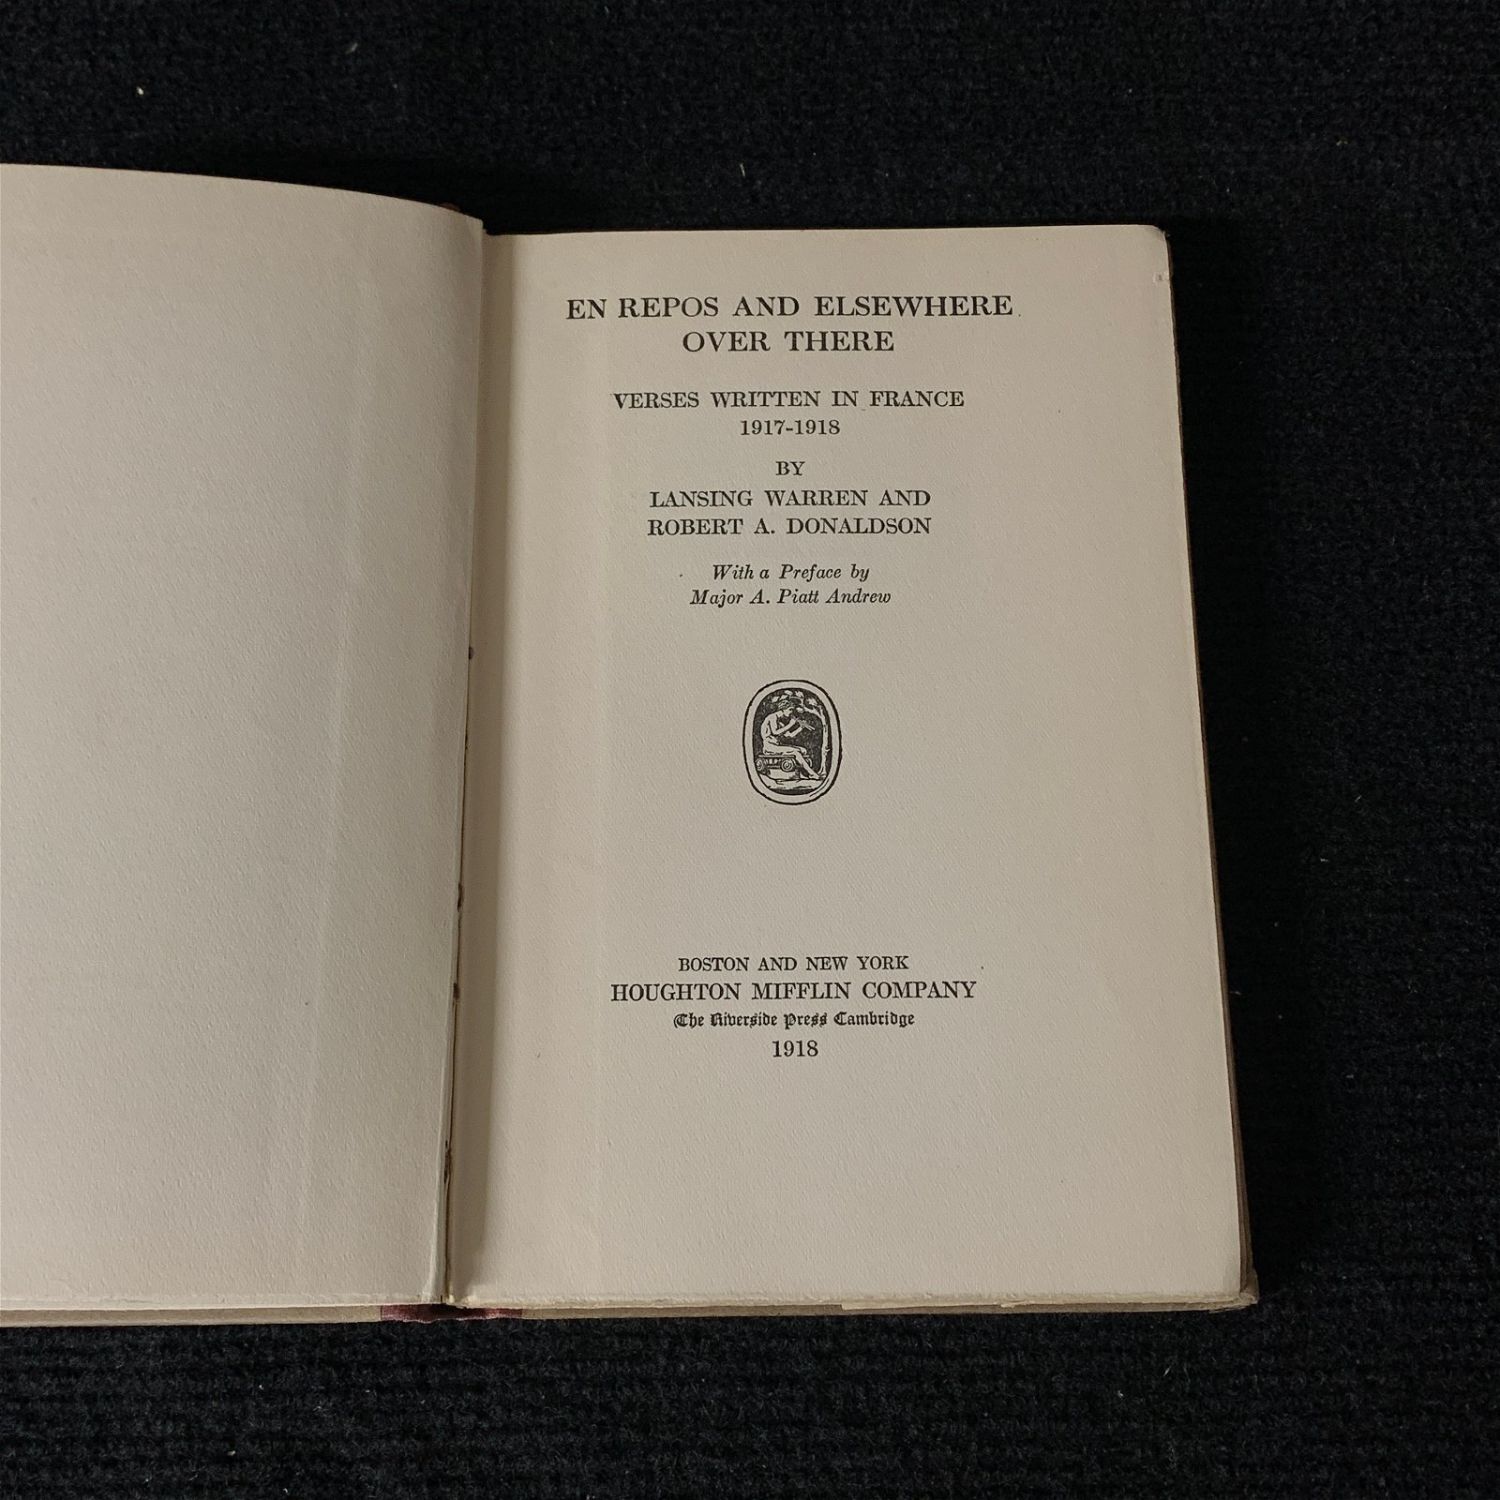 EN REPOS AND ELSEWHERE
OVER THERE
VERSES WRITTEN IN FRANCE
1917-1918
BY
LANSING WARREN AND
ROBERT A. DONALDSON
With a Preface by
Major A. Piatt Andrew
BOSTON AND NEW YORK
HOUGHTON MIFFLIN COMPANY
The Riverside Press Cambridge
1918